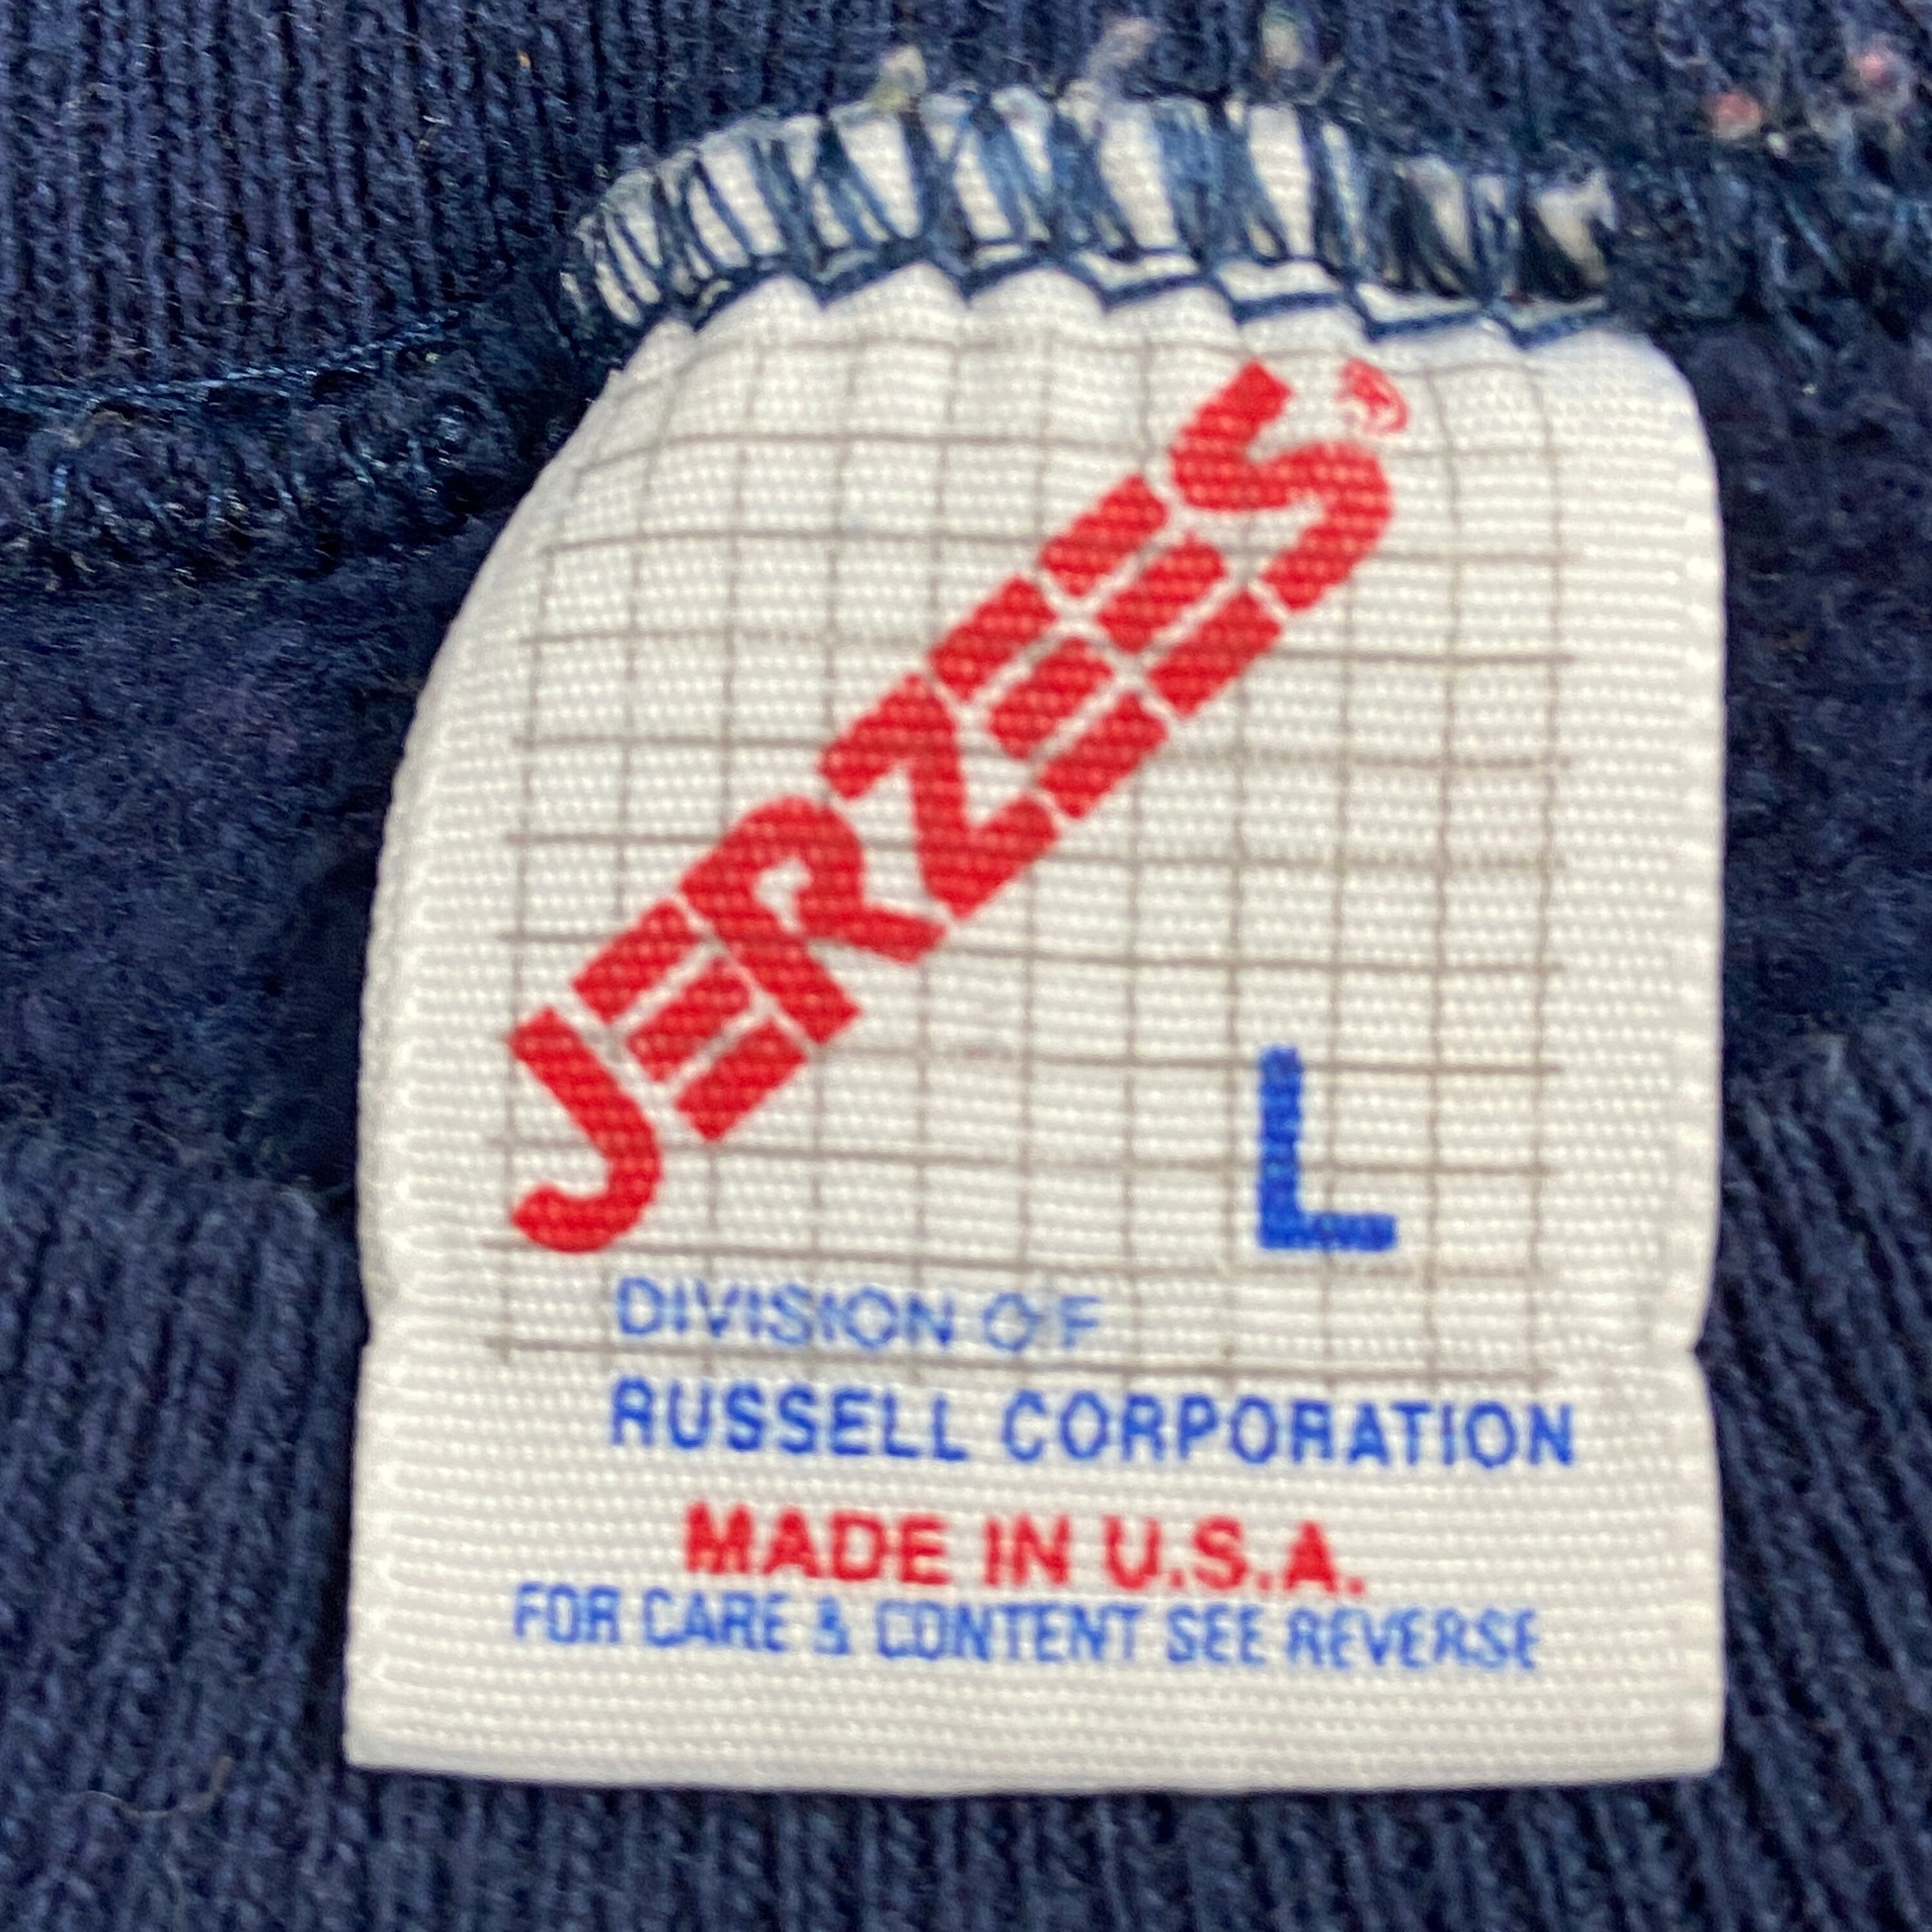 JERZEES®
L
DIVISION OF
RUSSELL CORPORATION
MADE IN U.S.A.
FOR CARE & CONTENT SEE REVERSE